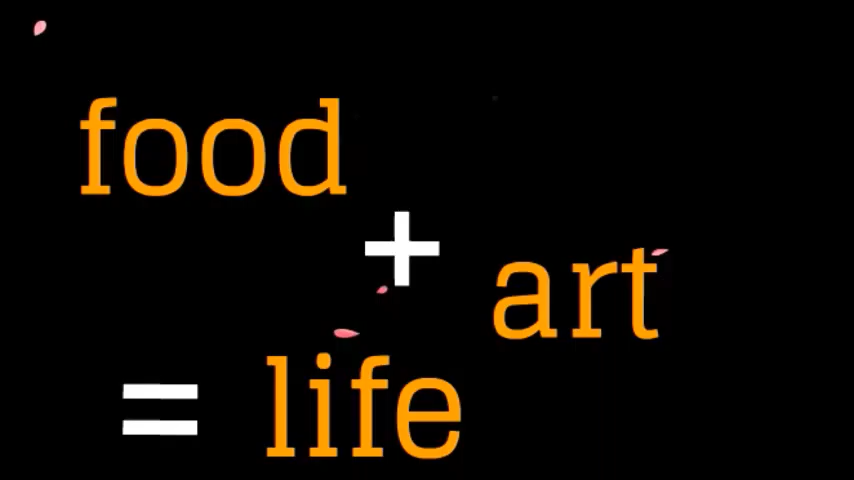 food
+
art
= life